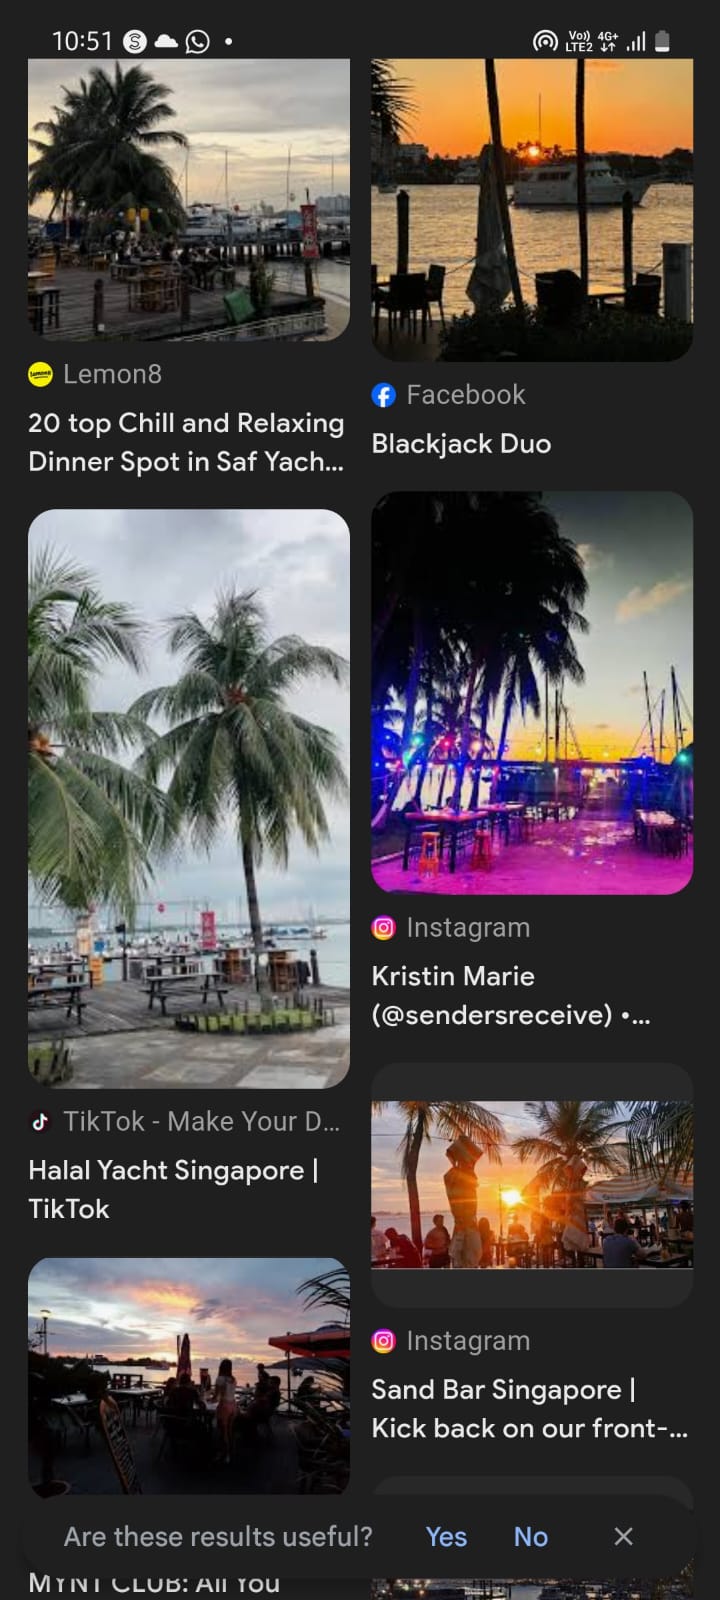 10:51
Vo)) 4G+
LTE2
Lemon8
20 top Chill and Relaxing
Dinner Spot in Saf Yach...
Facebook
Blackjack Duo
Instagram
Kristin Marie
(@sendersreceive) •...
TikTok - Make Your D...
Halal Yacht Singapore |
TikTok
Instagram
Sand Bar Singapore |
Kick back on our front-...
Are these results useful? Yes No
MYNT CLUB: All You